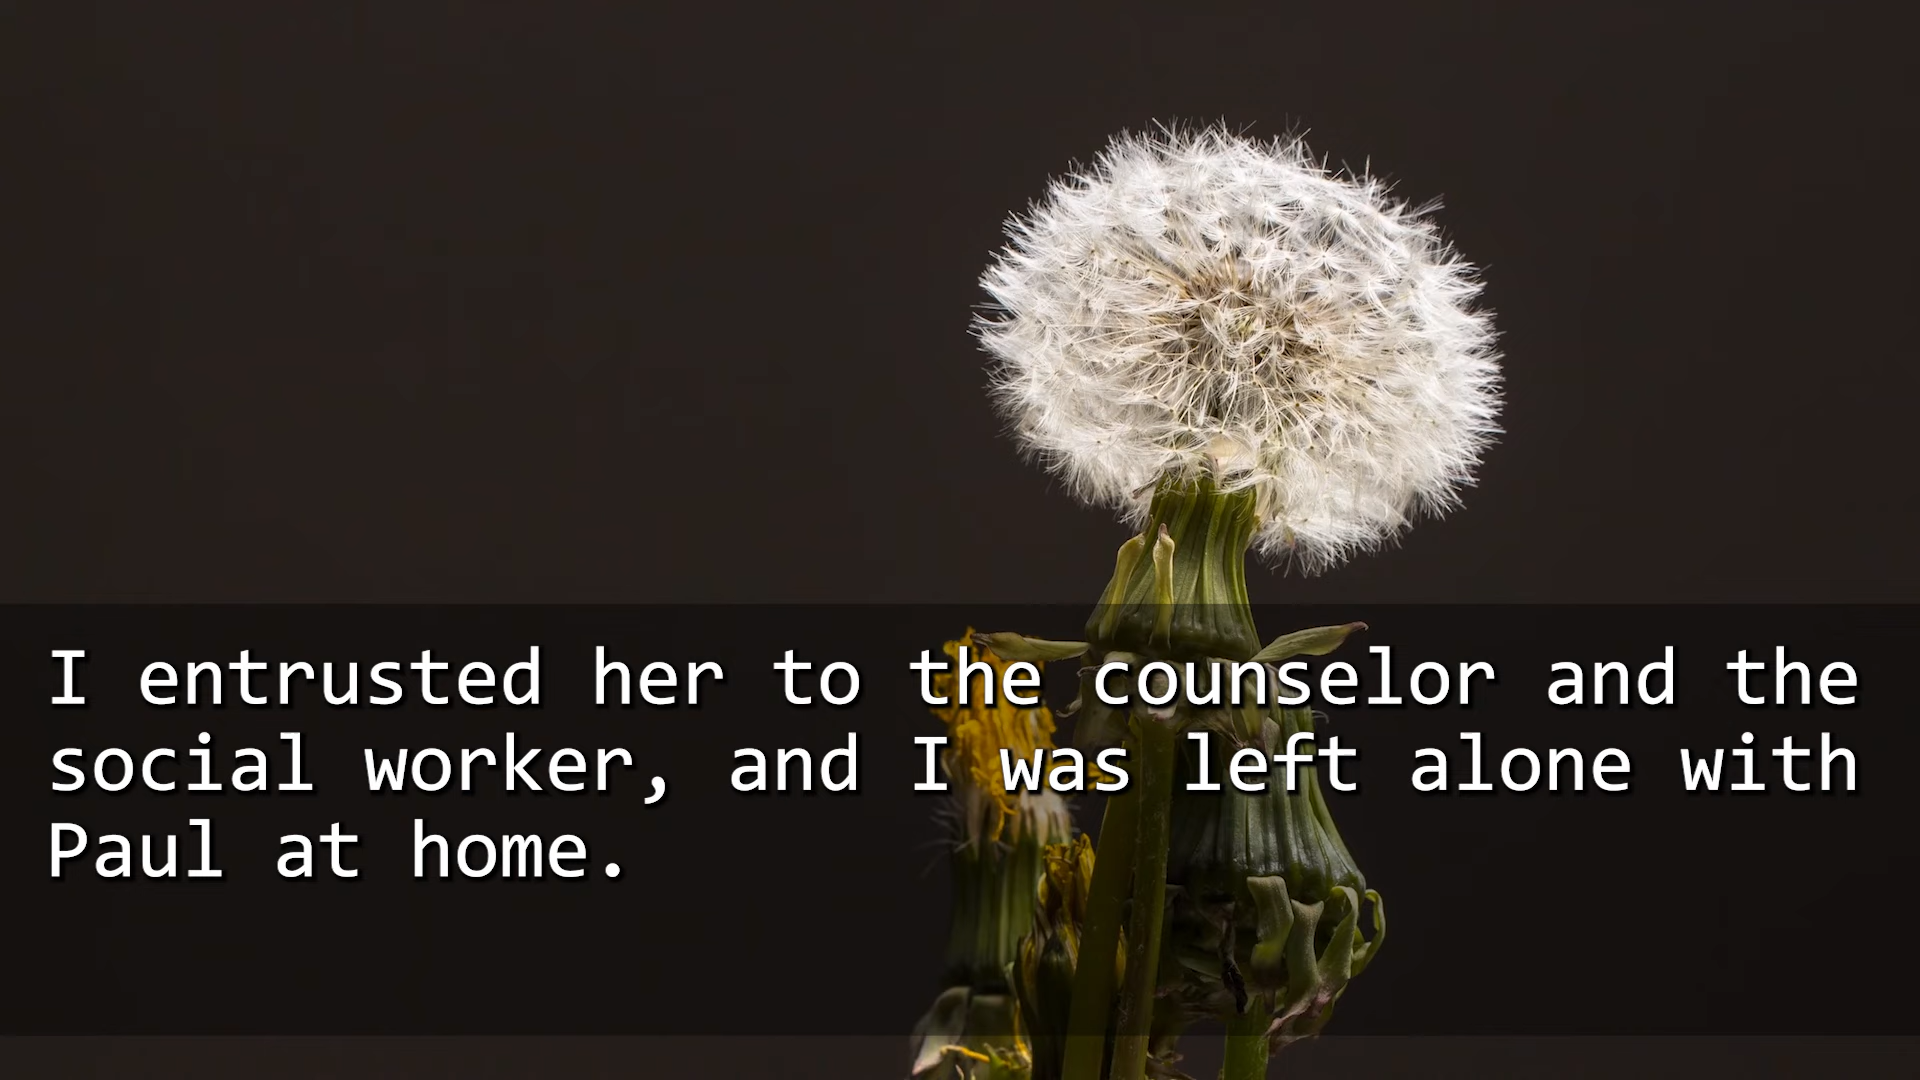 I entrusted her to the counselor and the
social worker, and I was left alone with
Paul at home.